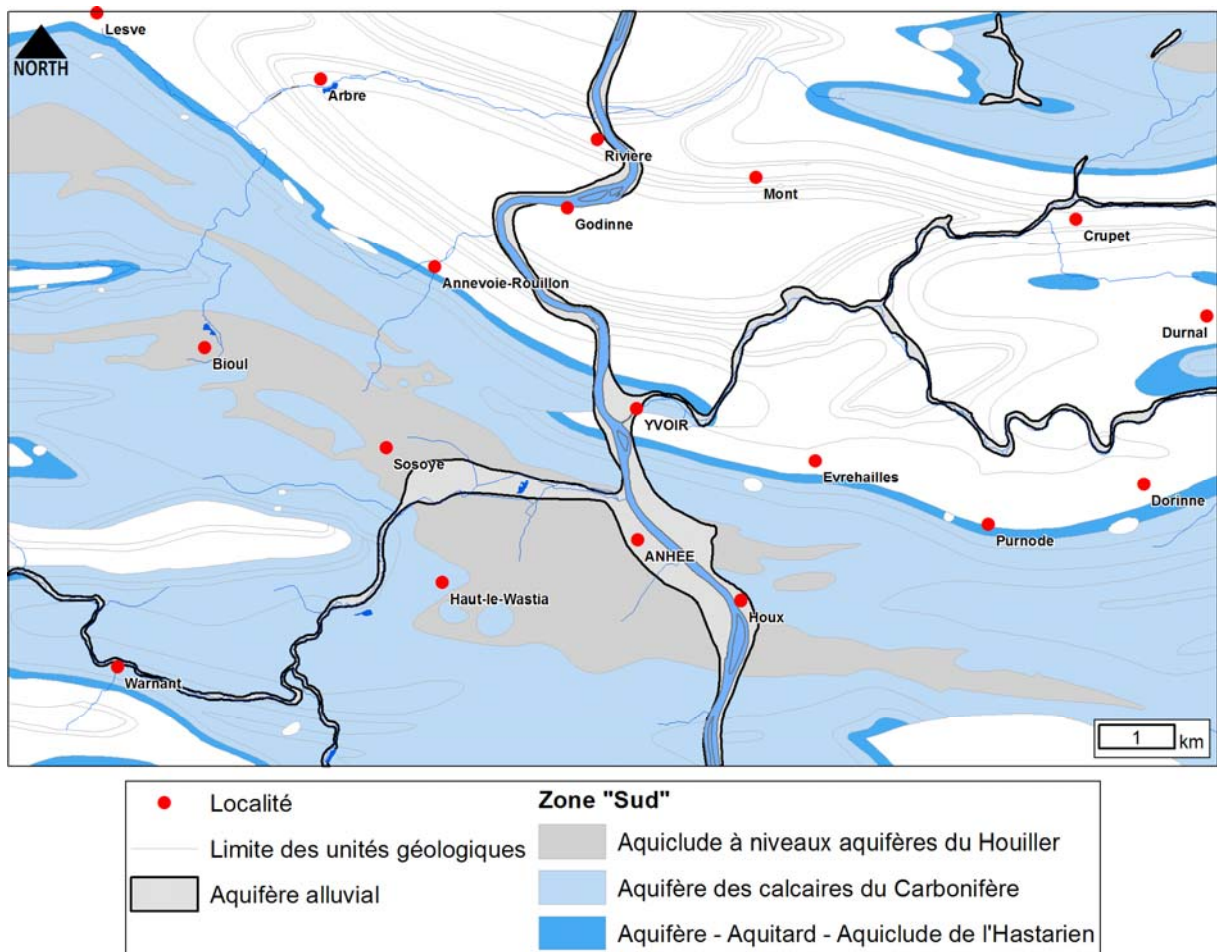 Lesve
NORTH
Arbre
Rivière
Mont
Godinne
Crupet
Annevoie-Rouillon
Durnal
Bioul
YVOIR
Sosoye
Evrehailles
Dorinne
Purnode
ANHEE
Haut-le-Wastia
Houx
Warnant
1 km
Localité
Limite des unités géologiques
Aquifère alluvial
Zone "Sud"
Aquiclude à niveaux aquifères du Houiller
Aquifère des calcaires du Carbonifère
Aquifère - Aquitard - Aquiclude de l'Hastarien